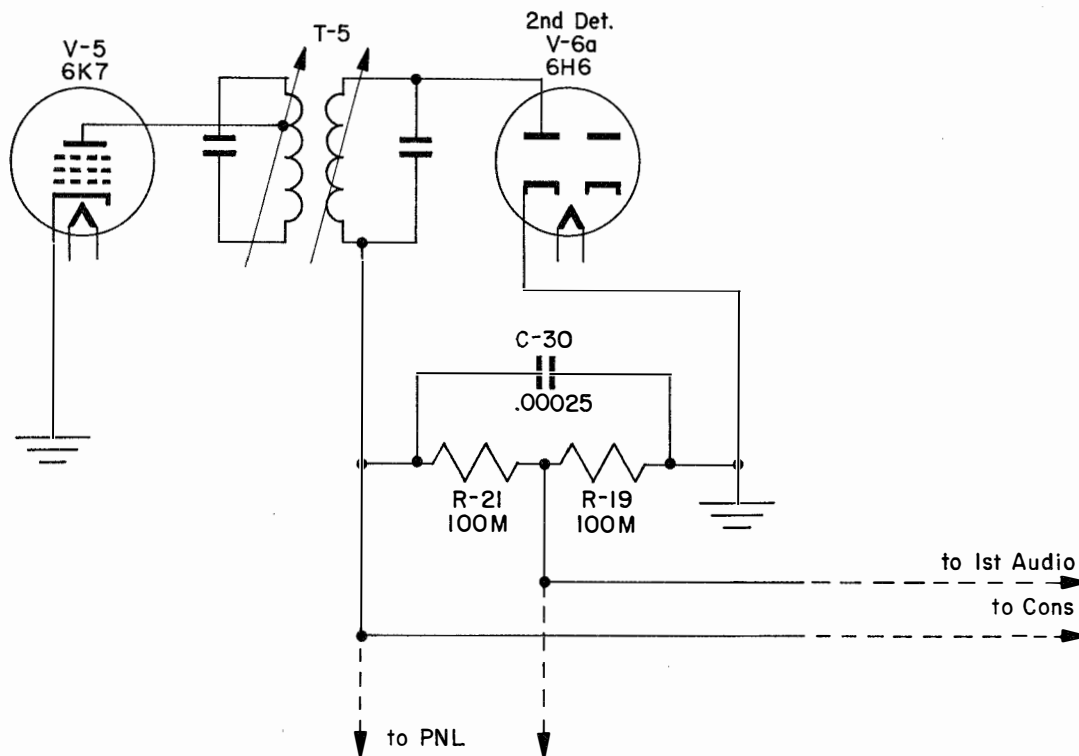 2nd Det.
V-6a
6H6
T-5
V-5
6K7
C-30
.00025
R-21
100M
R-19
100M
to 1st Audio
to Cons
to PNL